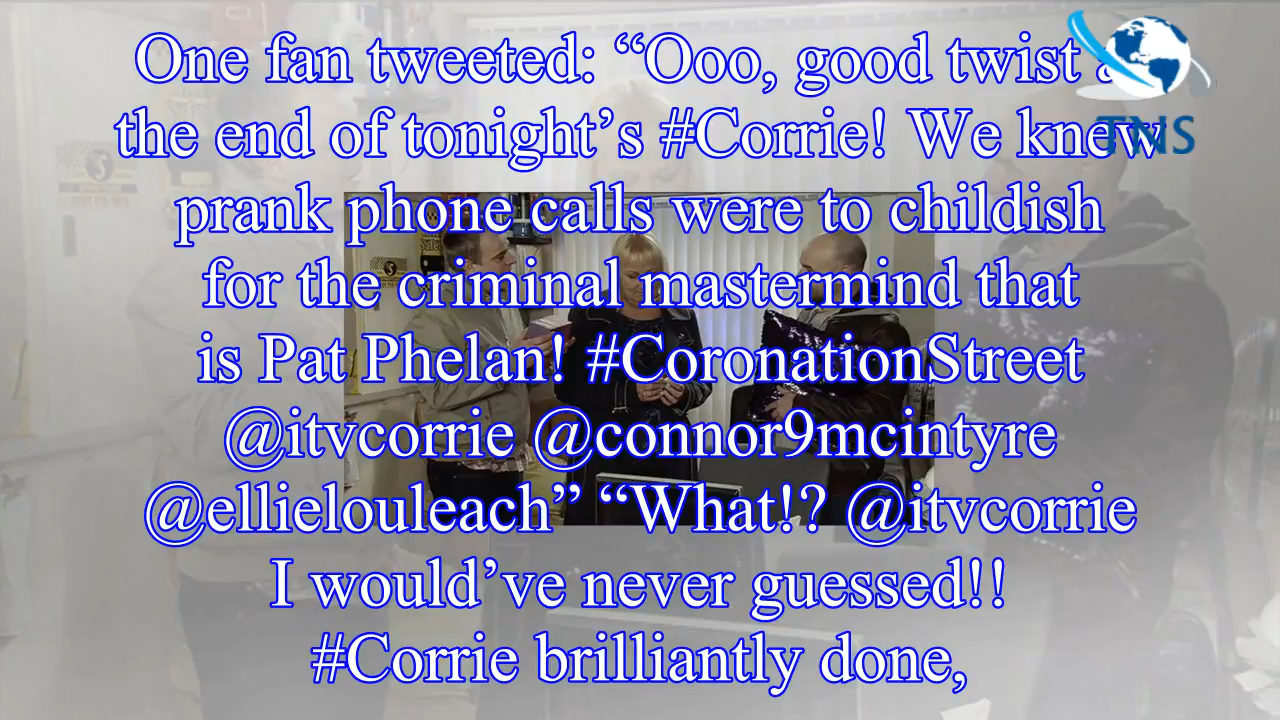 One fan tweeted: “Ooo, good twist
the end of tonight’s #Corrie! We knew
prank phone calls were to childish
for the criminal mastermind that
is Pat Phelan! #CoronationStreet
@itvcorrie @connor9mcintyre
@ellielouleach” “What!? @itvcorrie
I would’ve never guessed!!
#Corrie brilliantly done,
TNS